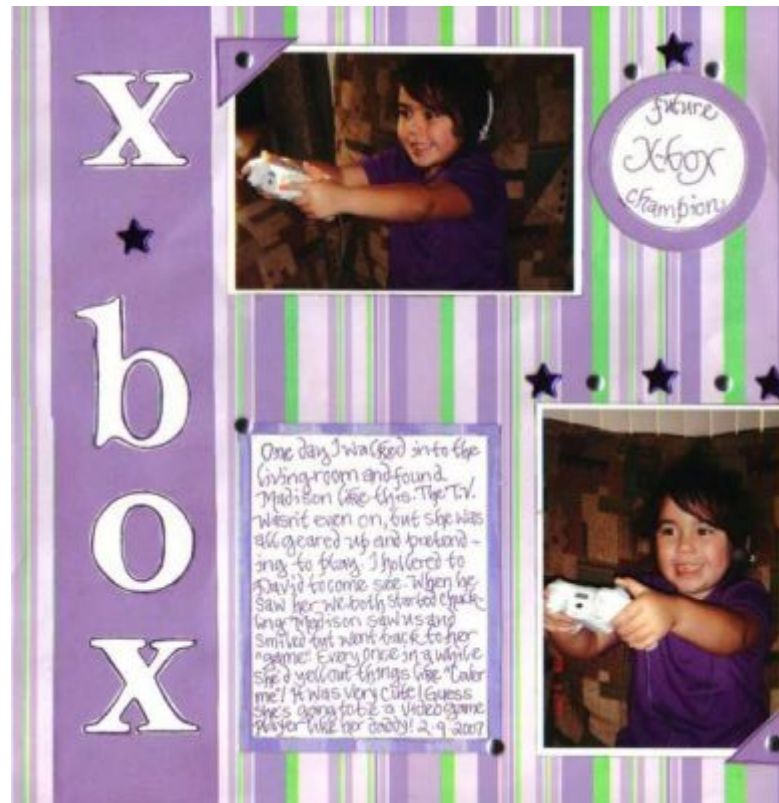 x
b
o
x
future
X-box
champion
One day I walked into the
living room and found
Madison like this. The T.V.
wasn't even on, but she was
all geared up and pretend-
ing to play. I hollered to
David to come see. When he
saw her we both started chuck-
ling. Madison saw us and
smiled but went back to her
"game." Every once in a while
she'd yell out things like "Cover
me"! It was very cute! Guess
she's going to be a video game
player like her daddy! 2-9-2007